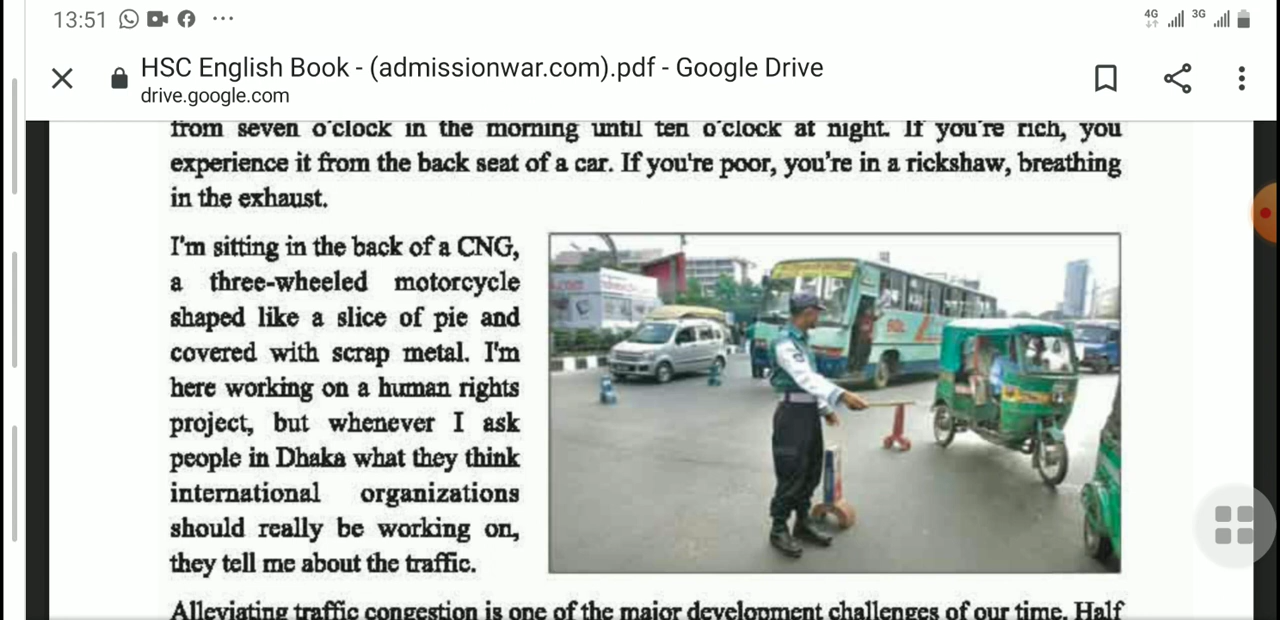 13:51
4G 3G
HSC English Book - (admissionwar.com).pdf - Google Drive
drive.google.com
from seven o'clock in the morning until ten o'clock at night. If you're rich, you
experience it from the back seat of a car. If you're poor, you're in a rickshaw, breathing
in the exhaust.
I'm sitting in the back of a CNG,
a three-wheeled motorcycle
shaped like a slice of pie and
covered with scrap metal. I'm
here working on a human rights
project, but whenever I ask
people in Dhaka what they think
international organizations
should really be working on,
they tell me about the traffic.
Alleviating traffic congestion is one of the major development challenges of our time. Half